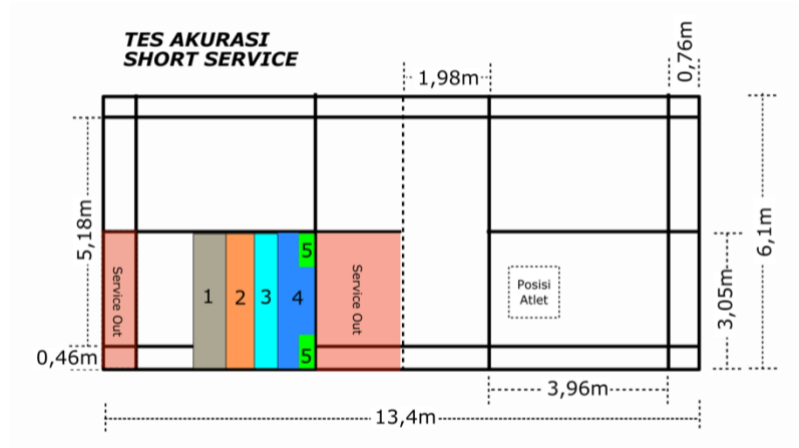 TES AKURASI
SHORT SERVICE
1,98m
0,76m
5,18m
6,1m
Service Out
1
2
3
4
5
5
Service Out
Posisi
Atlet
3,05m
0,46m
3,96m
13,4m